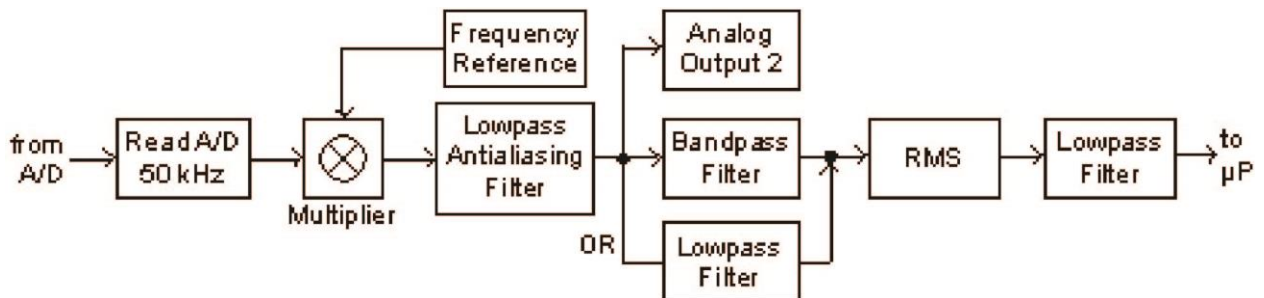 Frequency
Reference
Analog
Output 2
from
A/D
Read A/D
50 kHz
Multiplier
Lowpass
Antialiasing
Filter
Bandpass
Filter
OR
Lowpass
Filter
RMS
Lowpass
Filter
to
µP